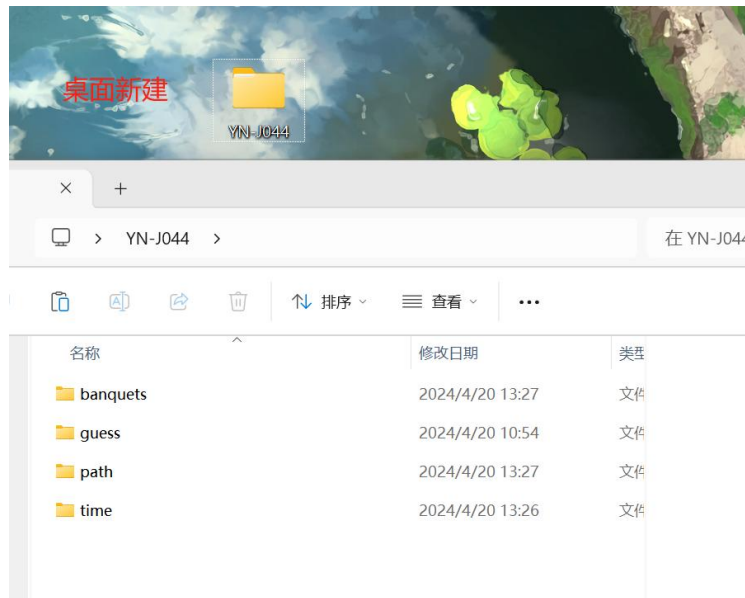 桌面新建
YN-J044
YN-J044
在 YN-J044
排序
查看
名称
修改日期
类型
banquets
2024/4/20 13:27
文件
guess
2024/4/20 10:54
文件
path
2024/4/20 13:27
文件
time
2024/4/20 13:26
文件